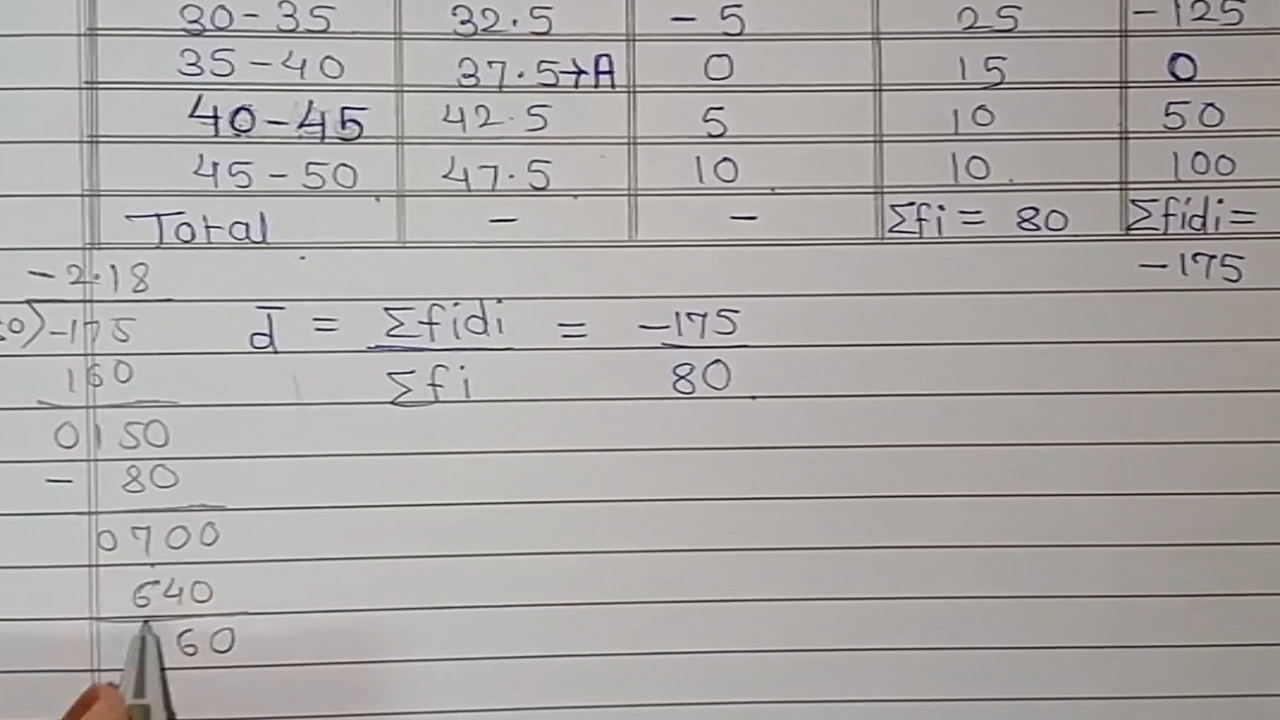 30-35 32.5 -5 25 -125
35-40 37.5→A 0 15 0
40-45 42.5 5 10 50
45-50 47.5 10 10 100
Total - - Σfi = 80 Σfidi =
-175
-2.18
0)-175
160
0150
- 80
0700
640
60
d̄ = Σfidi / Σfi = -175 / 80